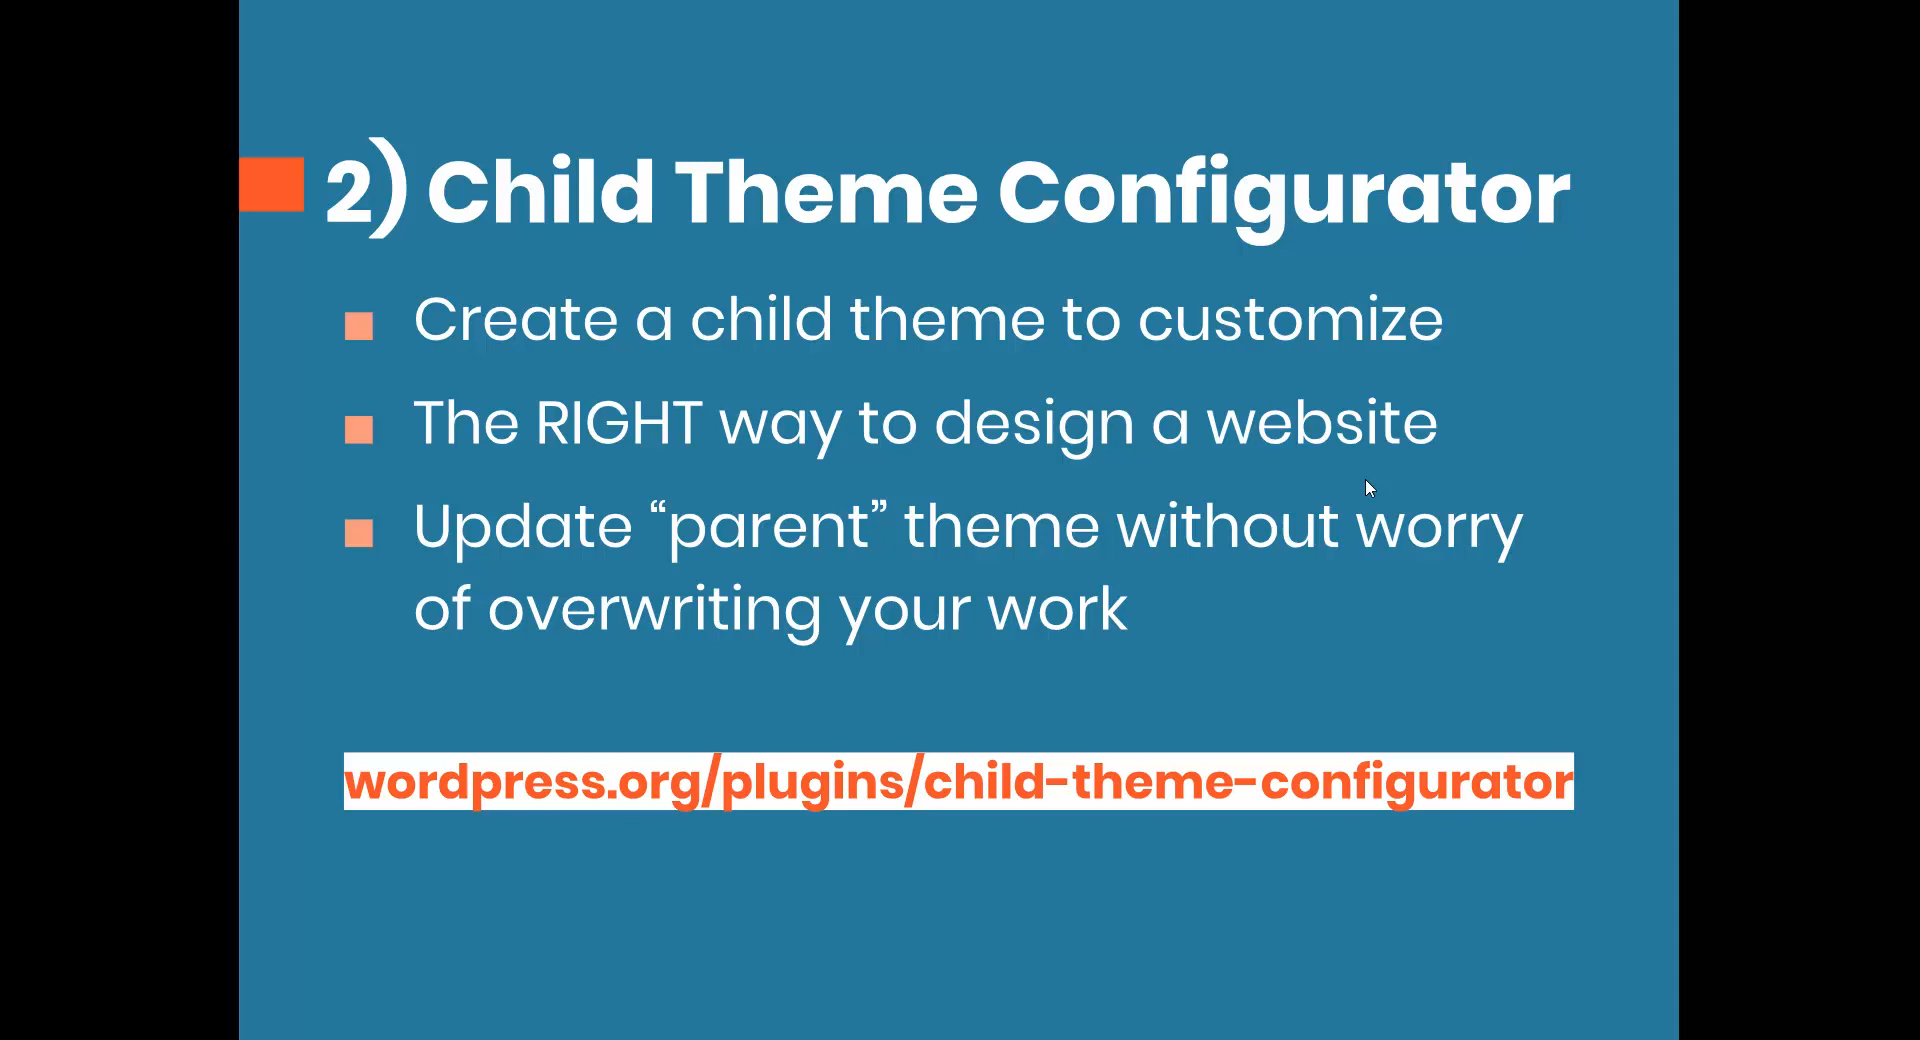 2) Child Theme Configurator
Create a child theme to customize
The RIGHT way to design a website
Update “parent” theme without worry
of overwriting your work
wordpress.org/plugins/child-theme-configurator